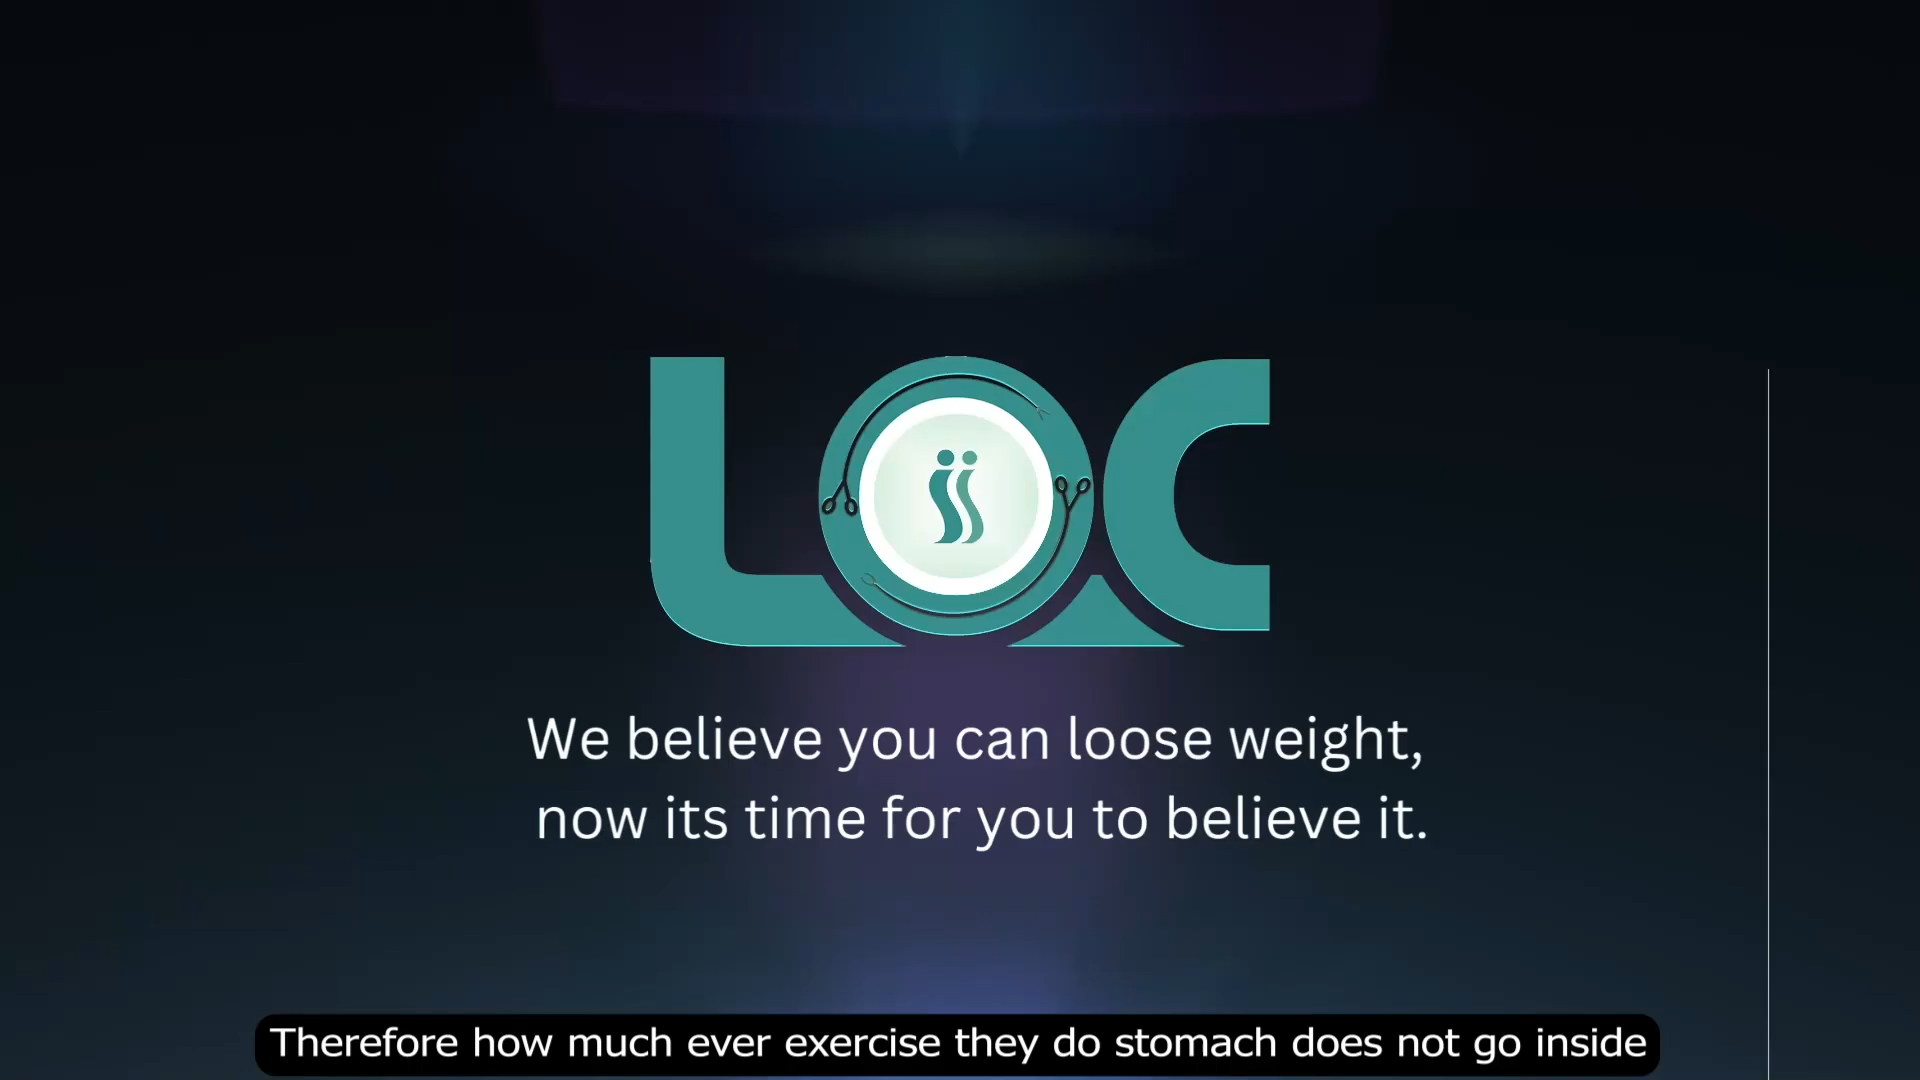 LOC
We believe you can loose weight,
now its time for you to believe it.
Therefore how much ever exercise they do stomach does not go inside